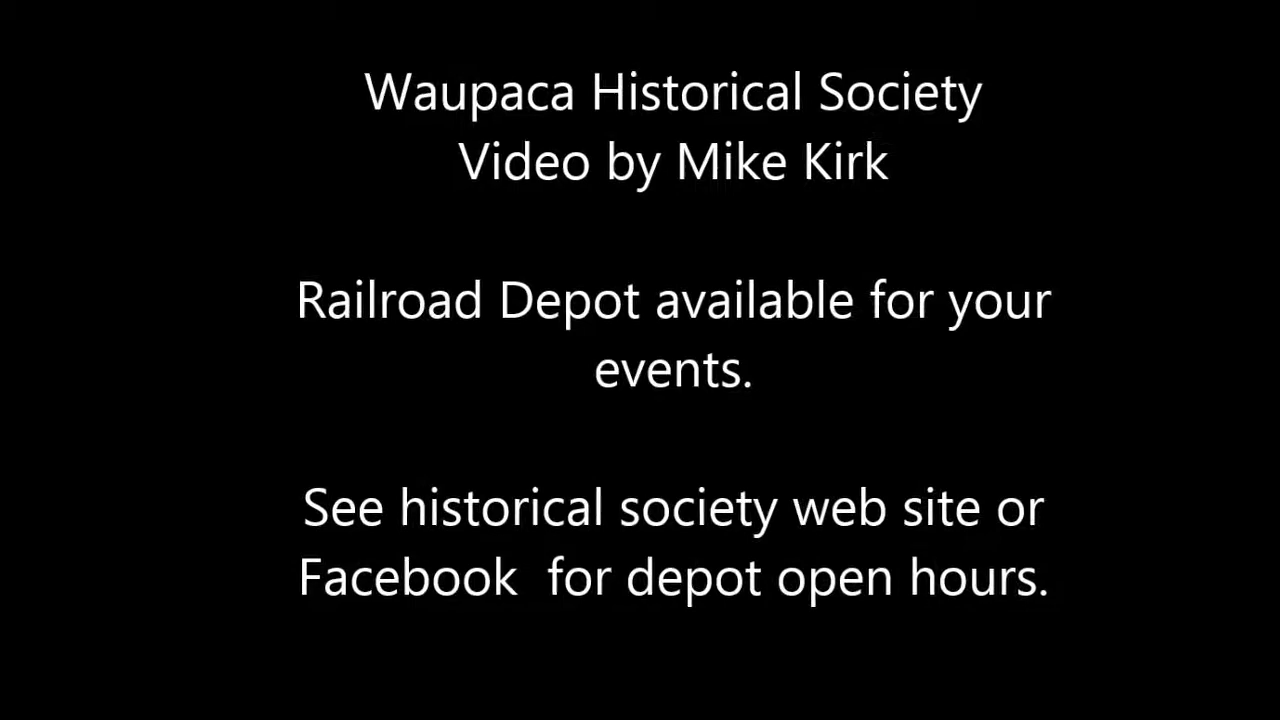 Waupaca Historical Society
Video by Mike Kirk
Railroad Depot available for your
events.
See historical society web site or
Facebook  for depot open hours.